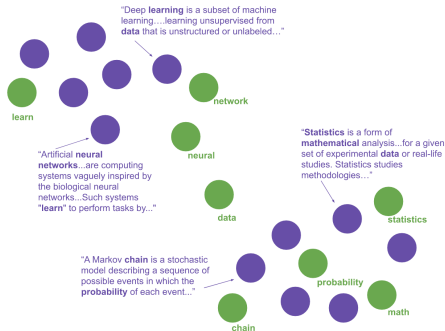 "Deep learning is a subset of machine
learning….learning unsupervised from
data that is unstructured or unlabeled…"
network
learn
neural
"Artificial neural
networks...are computing
systems vaguely inspired by
the biological neural
networks...Such systems
"learn" to perform tasks by..."
"Statistics is a form of
mathematical analysis...for a given
set of experimental data or real-life
studies. Statistics studies
methodologies…"
data
statistics
"A Markov chain is a stochastic
model describing a sequence of
possible events in which the
probability of each event..."
probability
math
chain